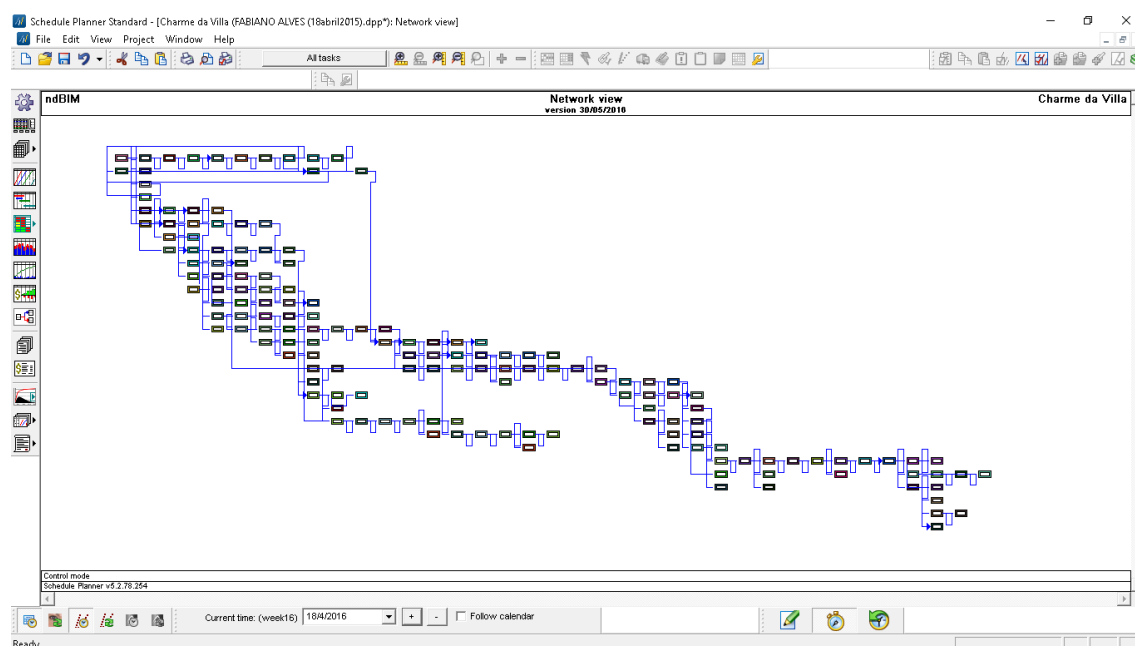 Schedule Planner Standard - [Charme da Villa (FABIANO ALVES (18abril2015).dpp*): Network view]
File Edit View Project Window Help
All tasks
ndBIM
Network view
version 30/05/2016
Charme da Villa
Control mode
Schedule Planner v5.2.78.254
Current time: (week16) 18/4/2016 + - Follow calendar
Ready